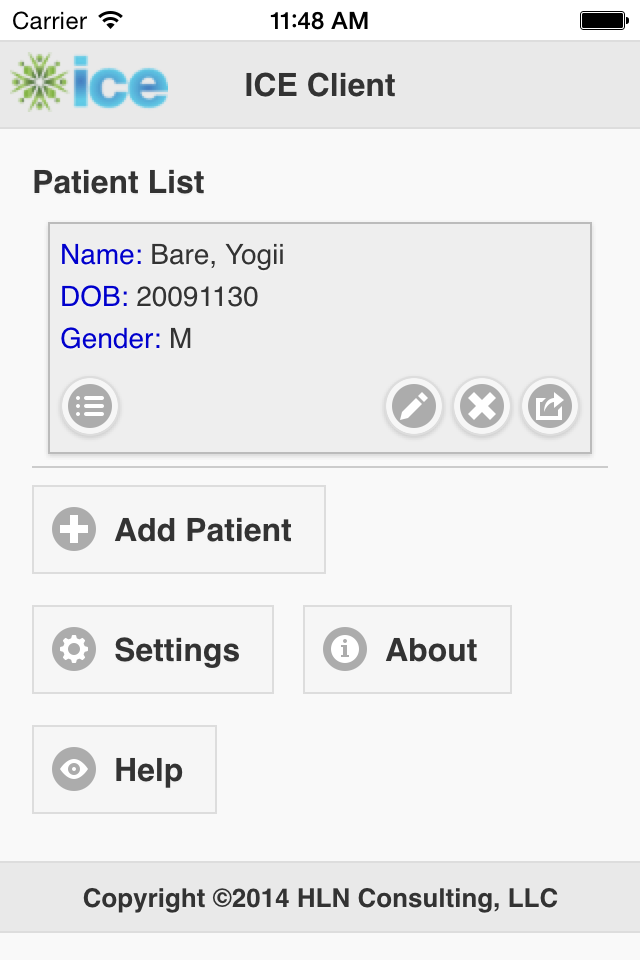 Carrier 11:48 AM
ice ICE Client
Patient List
Name: Bare, Yogii
DOB: 20091130
Gender: M
Add Patient
Settings About
Help
Copyright ©2014 HLN Consulting, LLC